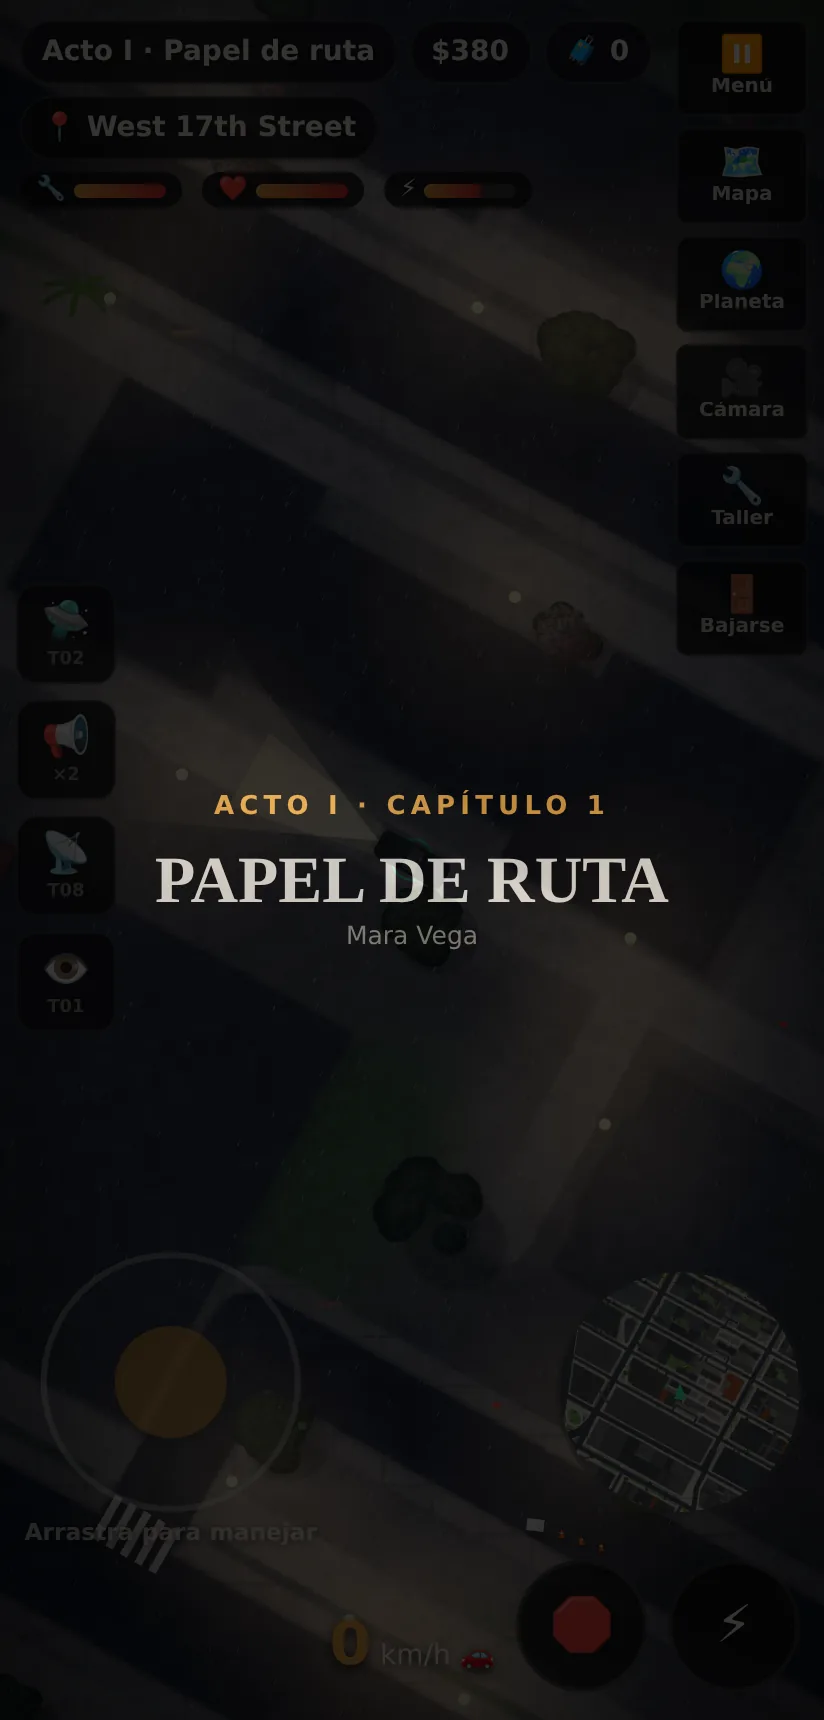 Acto I · Papel de ruta
$380
0
Menú
West 17th Street
Mapa
Planeta
Cámara
Taller
Bajarse
T02
×2
T08
T01
ACTO I · CAPÍTULO 1
PAPEL DE RUTA
Mara Vega
Arrastra para manejar
0 km/h